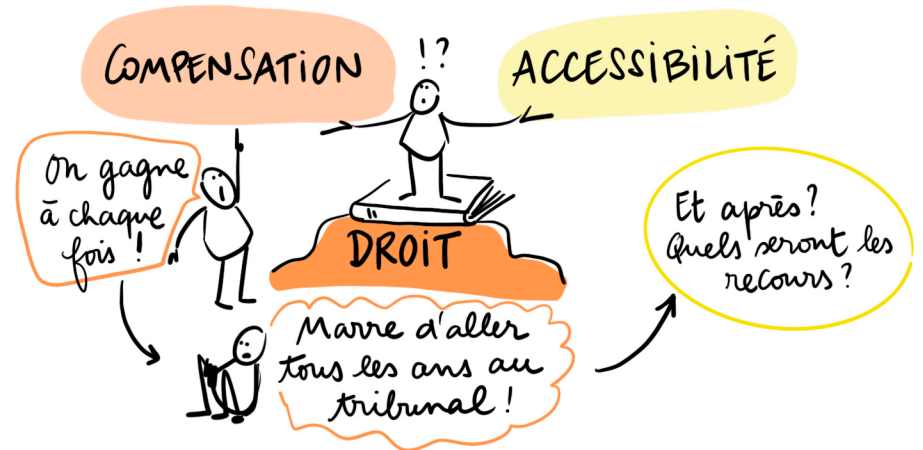 COMPENSATION
!?
ACCESSIBILITÉ
On gagne
à chaque
fois !
DROIT
Marre d'aller
tous les ans au
tribunal !
Et après ?
Quels seront les
recours ?